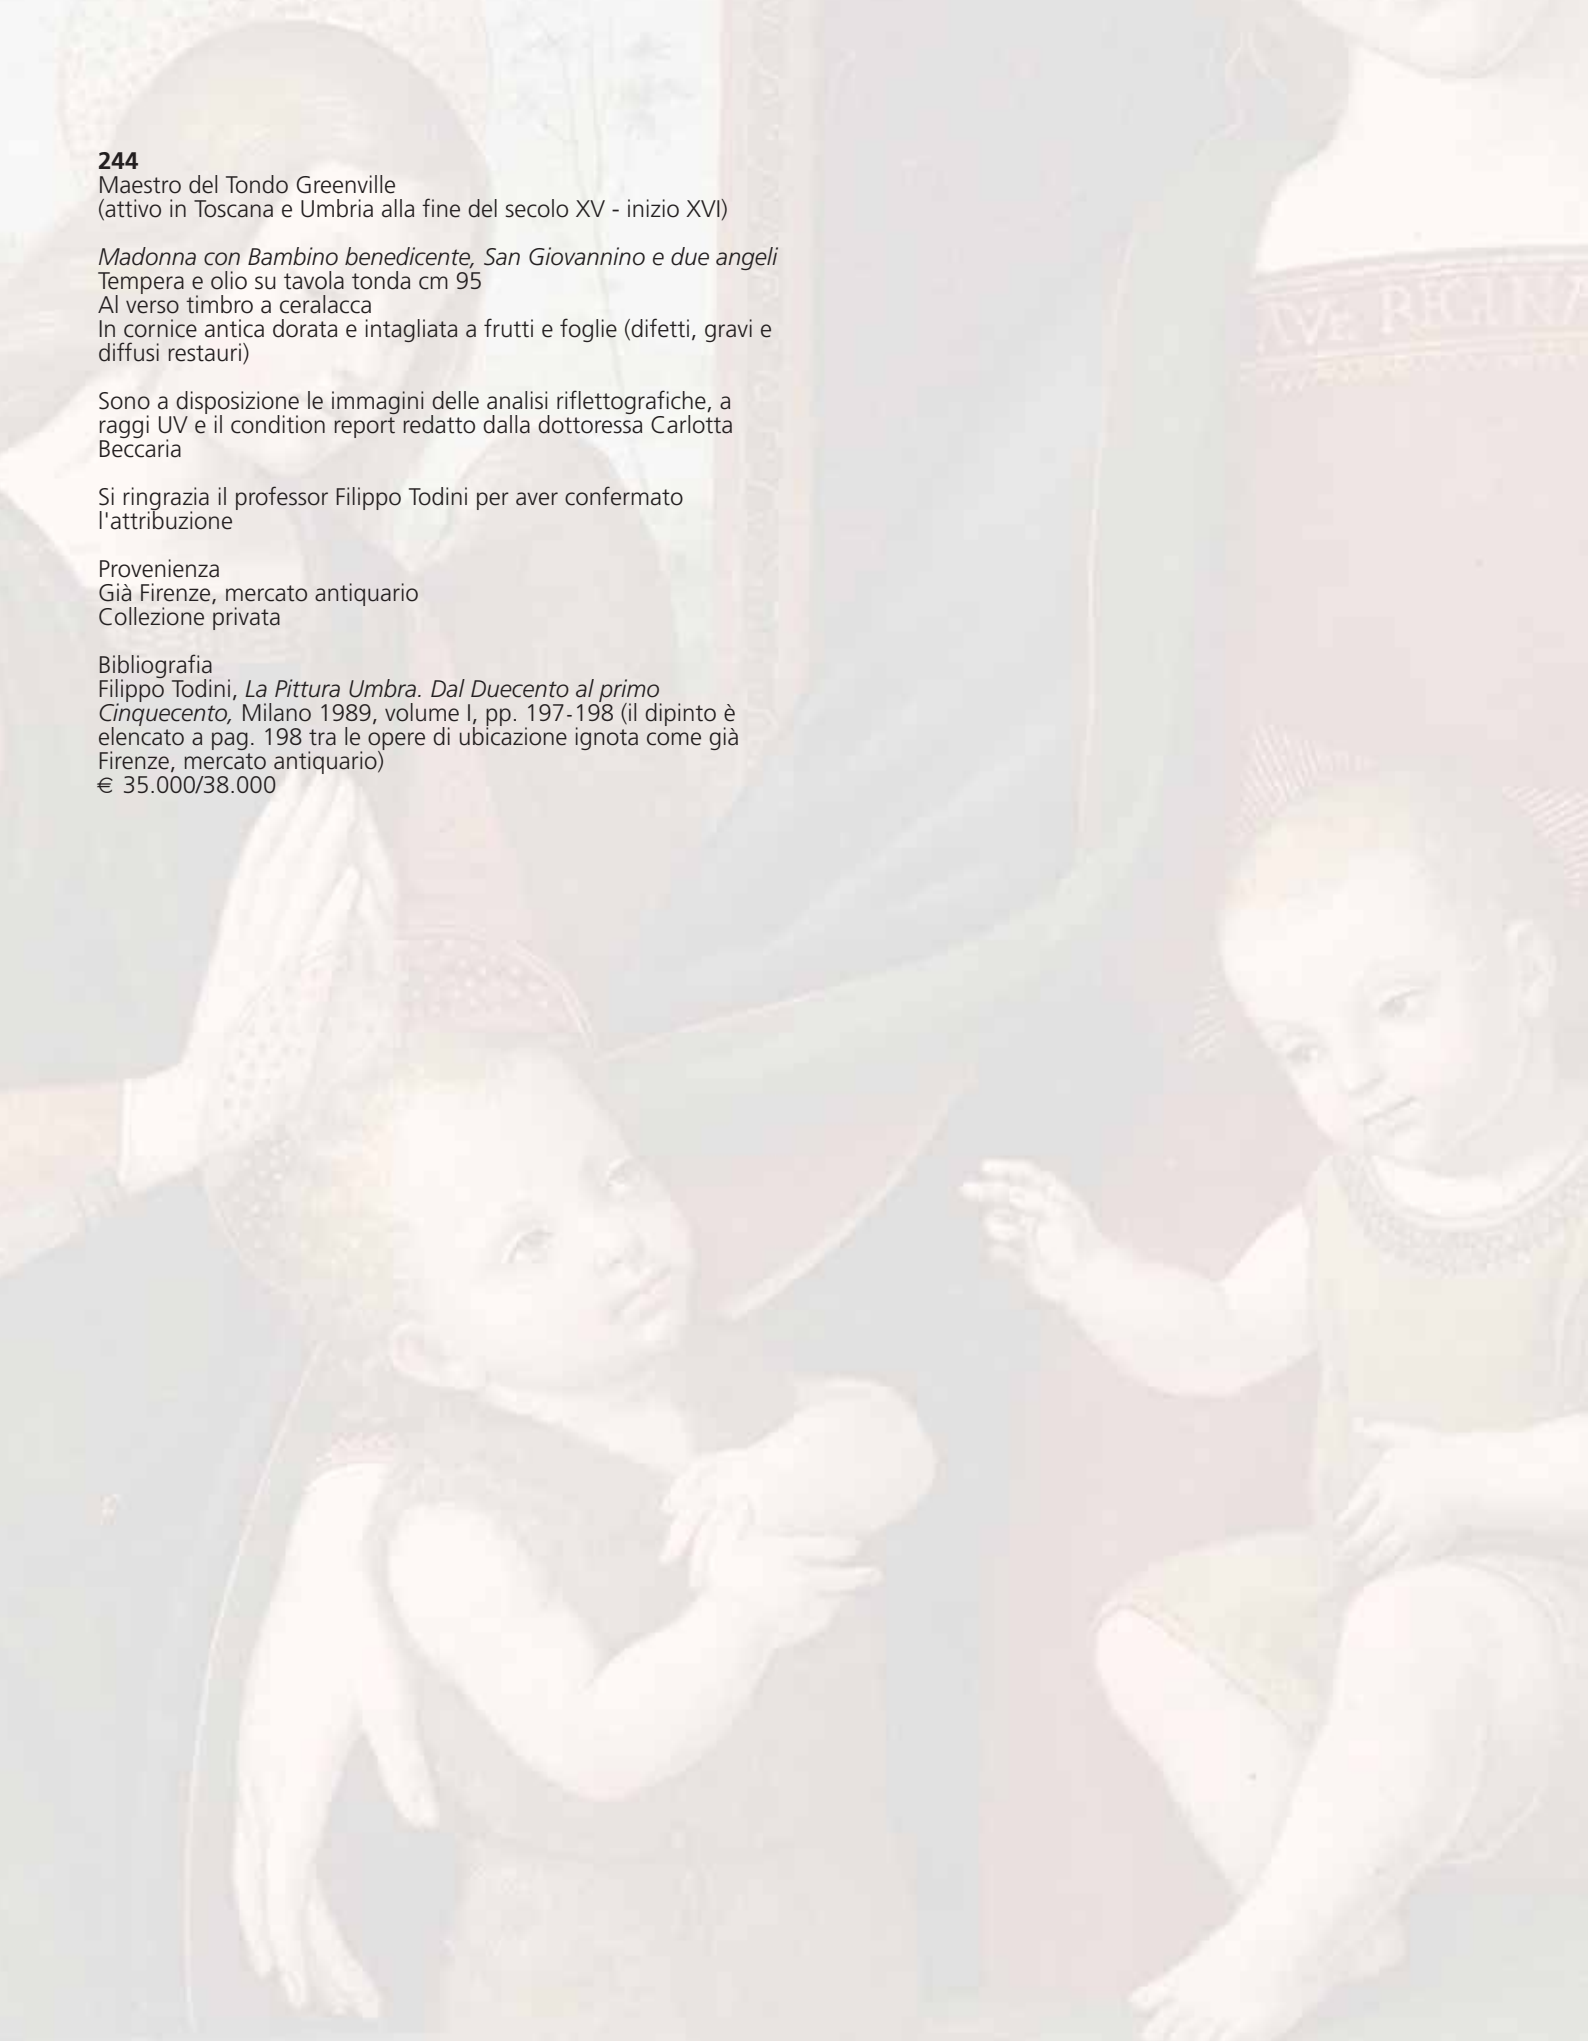 244
Maestro del Tondo Greenville
(attivo in Toscana e Umbria alla fine del secolo XV - inizio XVI)
Madonna con Bambino benedicente, San Giovannino e due angeli
Tempera e olio su tavola tonda cm 95
Al verso timbro a ceralacca
In cornice antica dorata e intagliata a frutti e foglie (difetti, gravi e
diffusi restauri)
Sono a disposizione le immagini delle analisi riflettografiche, a
raggi UV e il condition report redatto dalla dottoressa Carlotta
Beccaria
Si ringrazia il professor Filippo Todini per aver confermato
l'attribuzione
Provenienza
Già Firenze, mercato antiquario
Collezione privata
Bibliografia
Filippo Todini, La Pittura Umbra. Dal Duecento al primo
Cinquecento, Milano 1989, volume I, pp. 197-198 (il dipinto è
elencato a pag. 198 tra le opere di ubicazione ignota come già
Firenze, mercato antiquario)
€ 35.000/38.000
REGINA